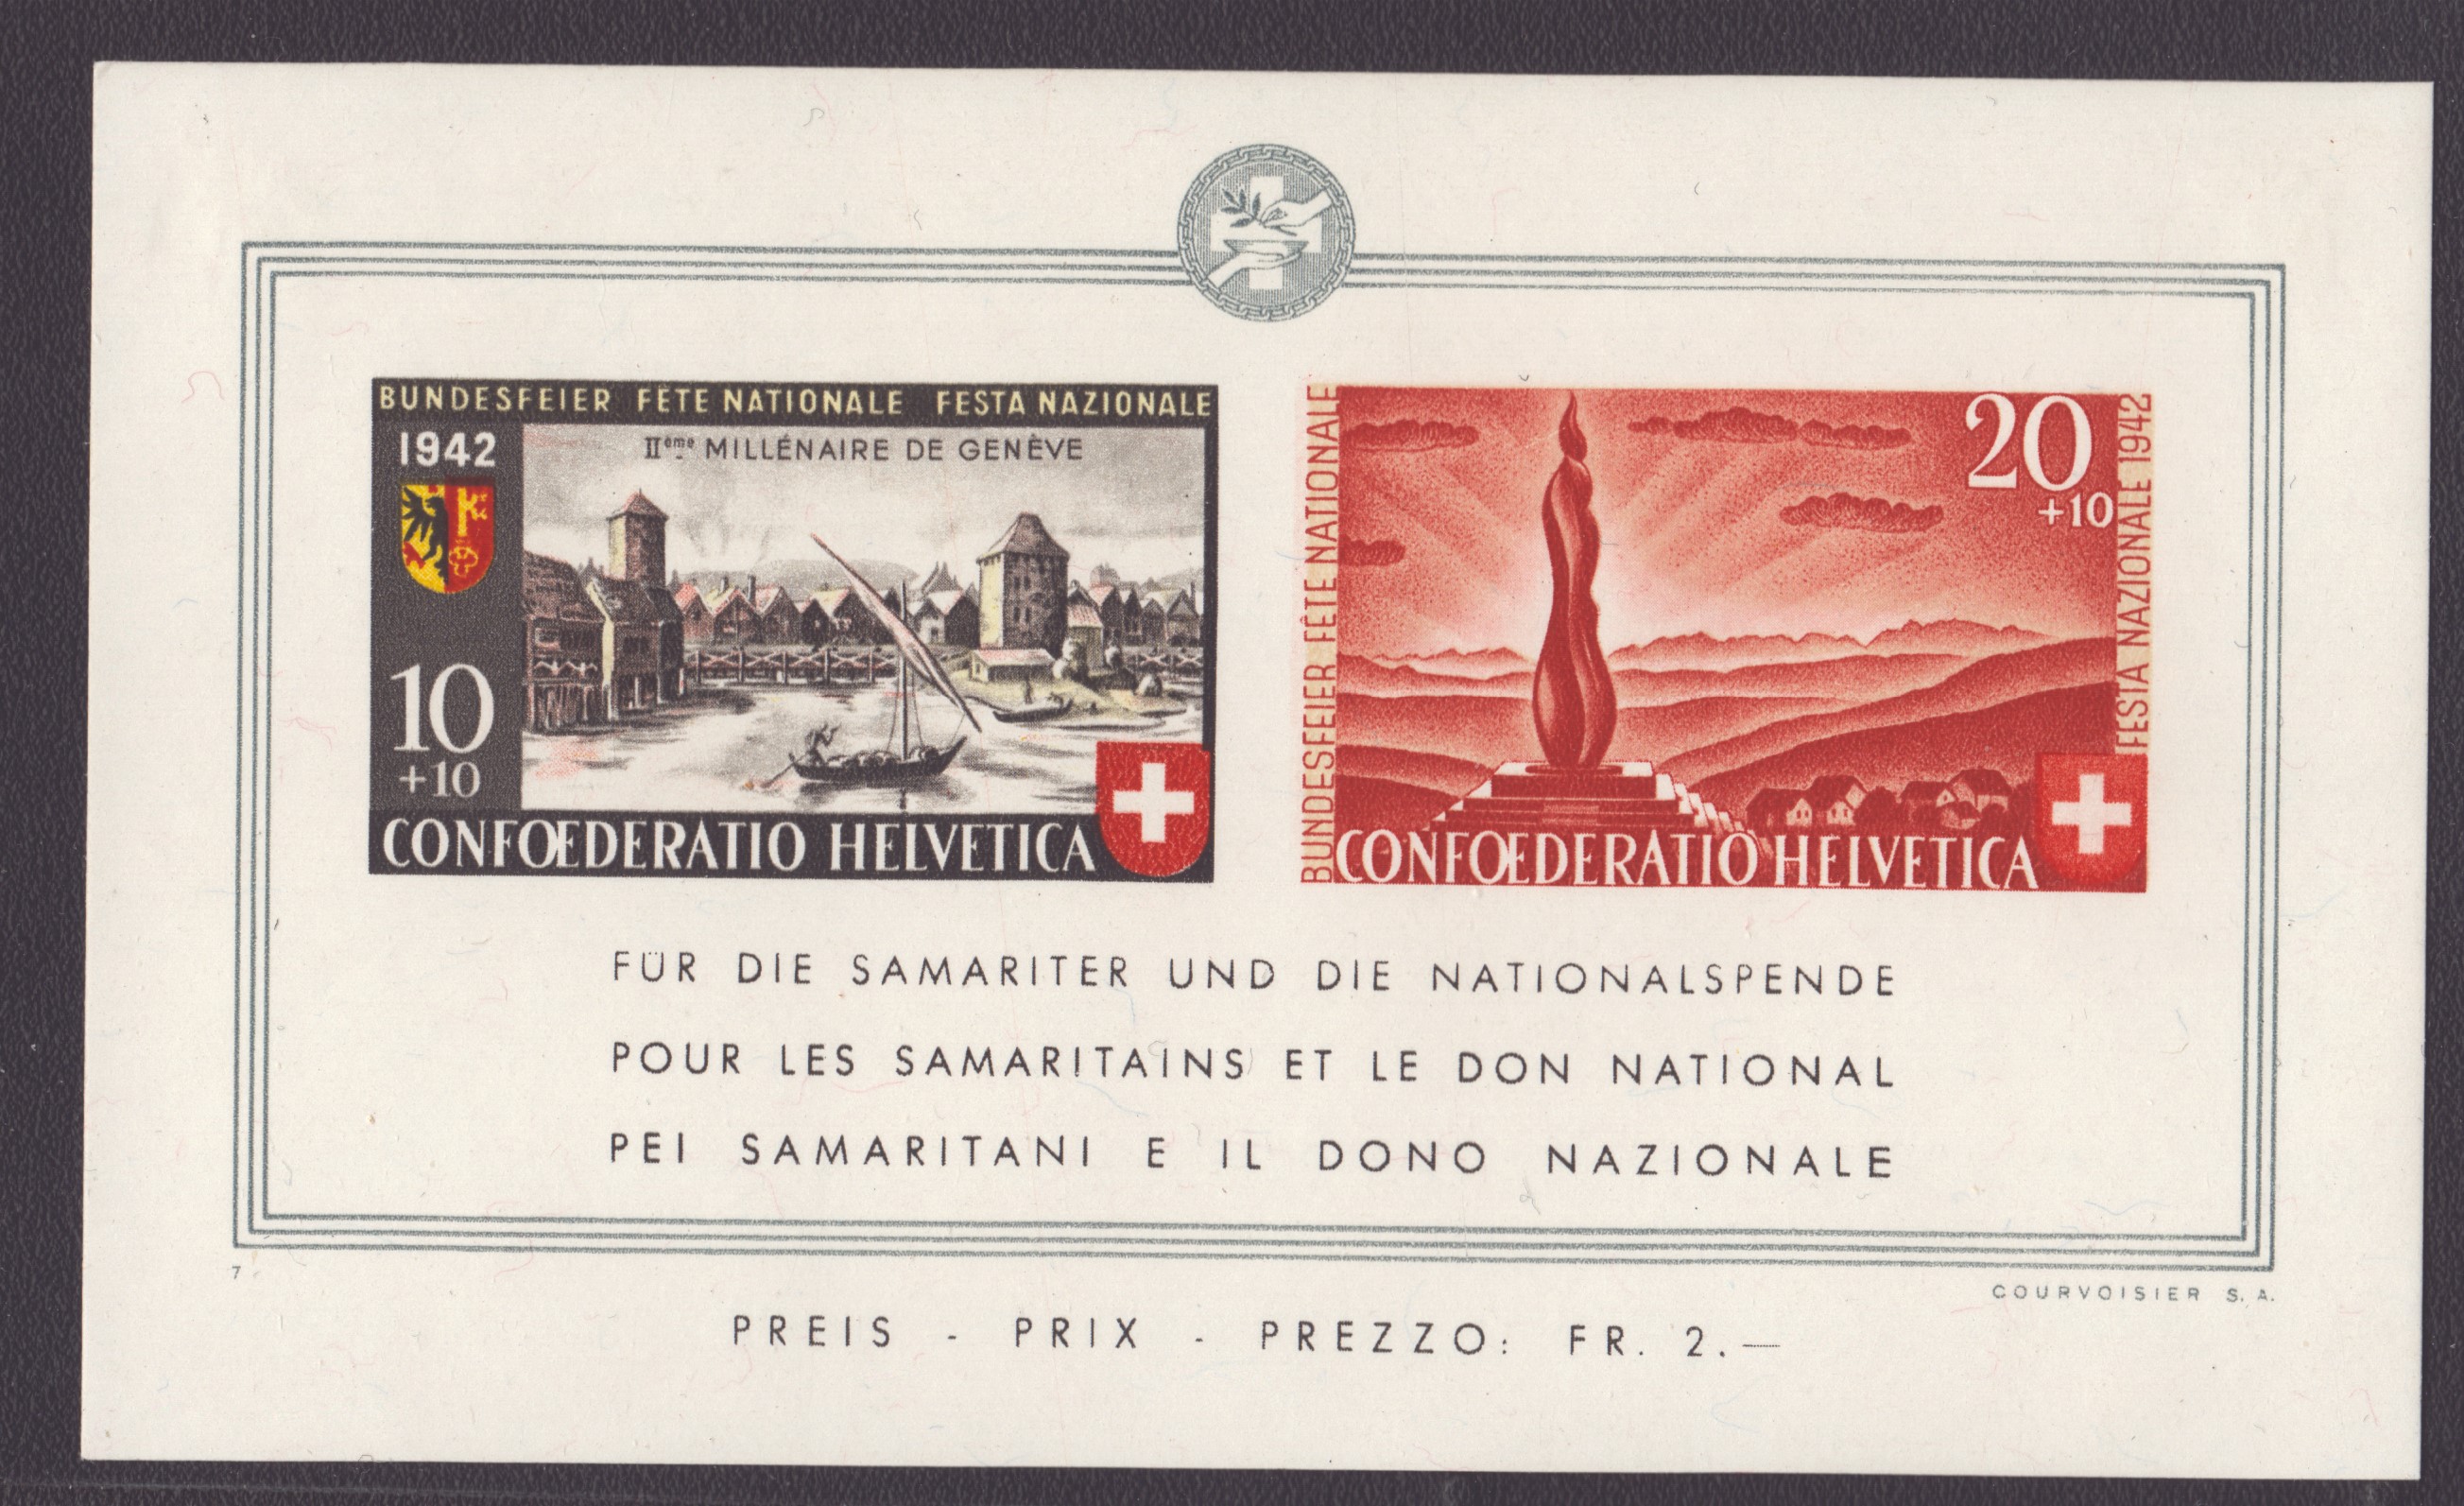 BUNDESFEIER FÊTE NATIONALE FESTA NAZIONALE
1942
IIème MILLÉNAIRE DE GENÈVE
10
+10
CONFOEDERATIO HELVETICA
BUNDESFEIER FÊTE NATIONALE
20
+10
FESTA NAZIONALE 1942
CONFOEDERATIO HELVETICA
FÜR DIE SAMARITER UND DIE NATIONALSPENDE
POUR LES SAMARITAINS ET LE DON NATIONAL
PEI SAMARITANI E IL DONO NAZIONALE
7
COURVOISIER S. A.
PREIS - PRIX - PREZZO: FR. 2.—